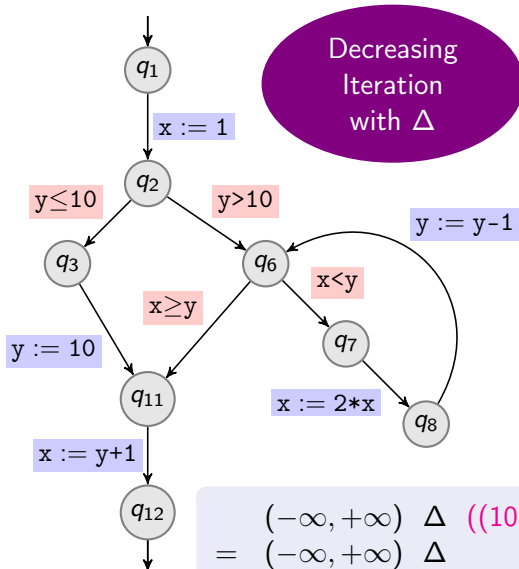 q1
Decreasing
Iteration
with Δ
x := 1
q2
y≤10
y>10
y := y-1
q3
q6
x≥y
x<y
q7
y := 10
q11
x := 2*x
q8
x := y+1
q12
(−∞, +∞) Δ ((10
= (−∞, +∞) Δ